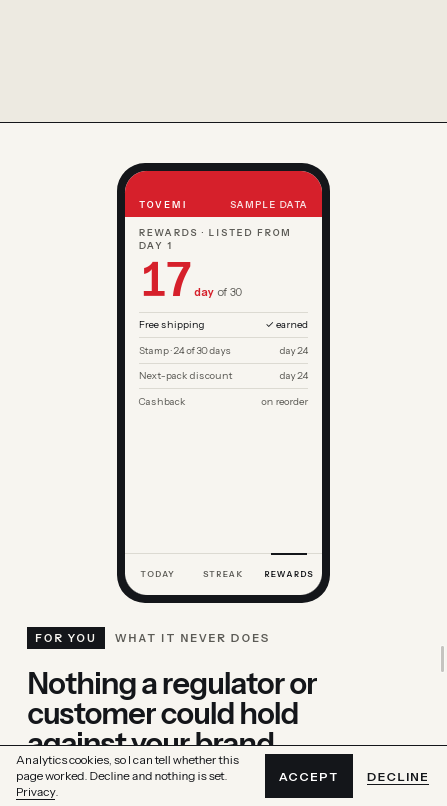 TOVEMI SAMPLE DATA
REWARDS · LISTED FROM
DAY 1
17 day of 30
Free shipping ✓ earned
Stamp · 24 of 30 days day 24
Next-pack discount day 24
Cashback on reorder
TODAY STREAK REWARDS
FOR YOU WHAT IT NEVER DOES
Nothing a regulator or
customer could hold
against your brand
Analytics cookies, so I can tell whether this
page worked. Decline and nothing is set.
Privacy.
ACCEPT DECLINE